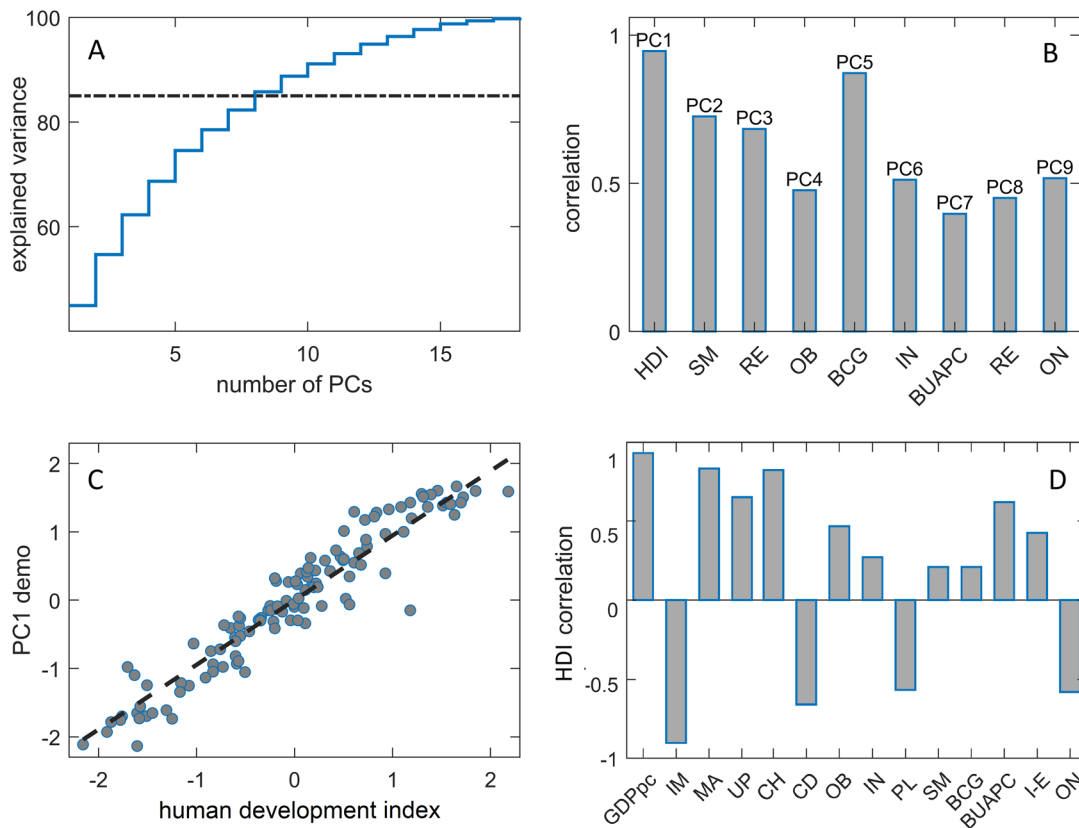 A
100
80
60
explained variance
5
10
15
number of PCs
B
1
0.5
0
correlation
PC1
PC2
PC3
PC4
PC5
PC6
PC7
PC8
PC9
HDI
SM
RE
OB
BCG
IN
BUAPC
RE
ON
C
2
1
0
-1
-2
PC1 demo
-2
-1
0
1
2
human development index
D
1
0.5
0
-0.5
-1
HDI correlation
GDPpc
IM
MA
UP
CH
CD
OB
IN
PL
SM
BCG
BUAPC
I-E
ON